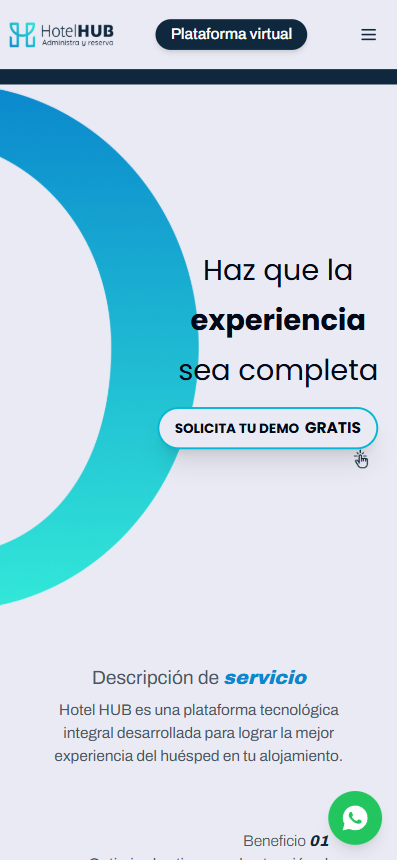 HotelHUB
Administra y reserva
Plataforma virtual
Haz que la
experiencia
sea completa
SOLICITA TU DEMO GRATIS
Descripción de servicio
Hotel HUB es una plataforma tecnológica
integral desarrollada para lograr la mejor
experiencia del huésped en tu alojamiento.
Beneficio 01